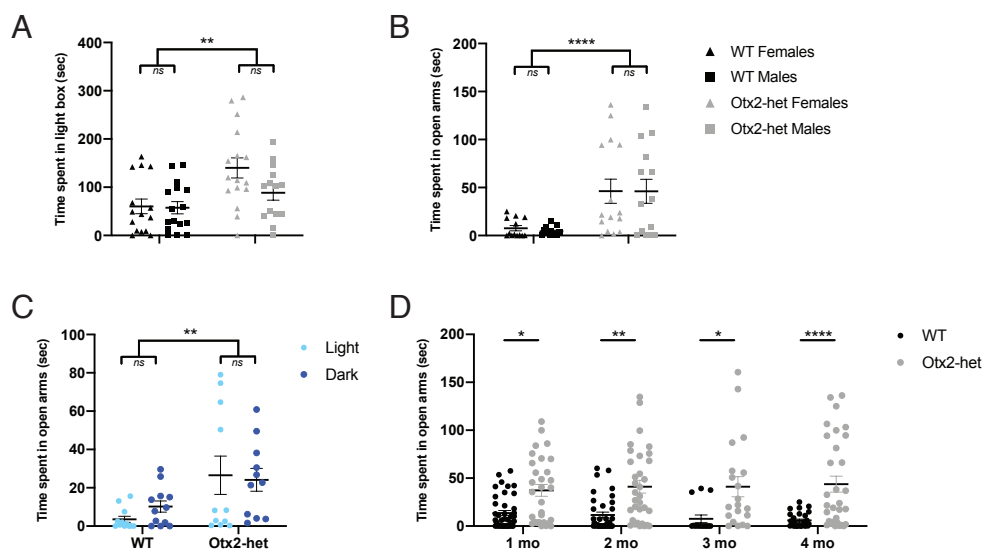 A
Time spent in light box (sec)
400
300
200
100
0
**
ns
ns
B
Time spent in open arms (sec)
200
150
100
50
0
****
ns
ns
WT Females
WT Males
Otx2-het Females
Otx2-het Males
C
Time spent in open arms (sec)
100
80
60
40
20
0
**
ns
ns
WT
Otx2-het
Light
Dark
D
Time spent in open arms (sec)
200
150
100
50
0
*
**
*
****
1 mo
2 mo
3 mo
4 mo
WT
Otx2-het